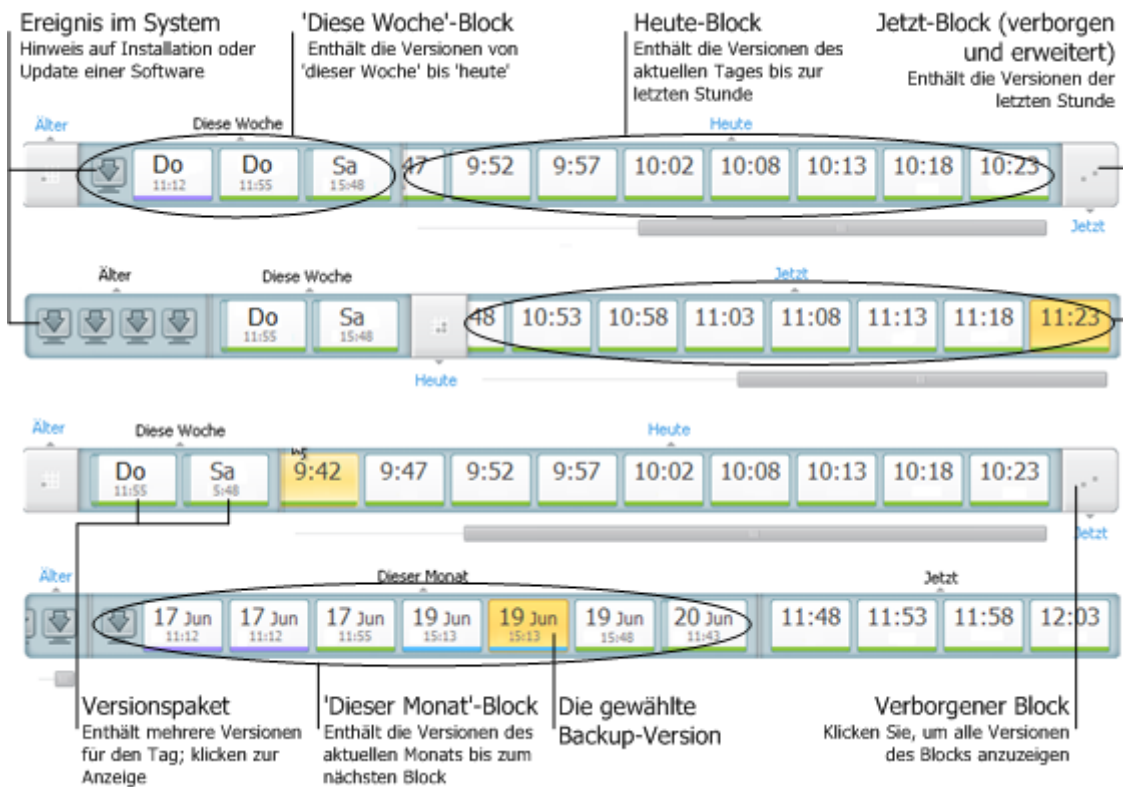 Ereignis im System
Hinweis auf Installation oder
Update einer Software
'Diese Woche'-Block
Enthält die Versionen von
'dieser Woche' bis 'heute'
Heute-Block
Enthält die Versionen des
aktuellen Tages bis zur
letzten Stunde
Jetzt-Block (verborgen
und erweitert)
Enthält die Versionen der
letzten Stunde
Älter Diese Woche Heute
Do Do Sa 47 9:52 9:57 10:02 10:08 10:13 10:18 10:23
11:12 11:55 15:48
Jetzt
Älter Diese Woche Jetzt
Do Sa 48 10:53 10:58 11:03 11:08 11:13 11:18 11:23
11:55 15:48
Heute
Älter Diese Woche Heute
Do Sa 9:42 9:47 9:52 9:57 10:02 10:08 10:13 10:18 10:23
11:55 5:48
Jetzt
Älter Dieser Monat Jetzt
17 Jun 17 Jun 17 Jun 19 Jun 19 Jun 19 Jun 20 Jun 11:48 11:53 11:58 12:03
11:12 11:12 11:55 15:13 15:13 15:48 11:43
Versionspaket
Enthält mehrere Versionen
für den Tag; klicken zur
Anzeige
'Dieser Monat'-Block
Enthält die Versionen des
aktuellen Monats bis zum
nächsten Block
Die gewählte
Backup-Version
Verborgener Block
Klicken Sie, um alle Versionen
des Blocks anzuzeigen